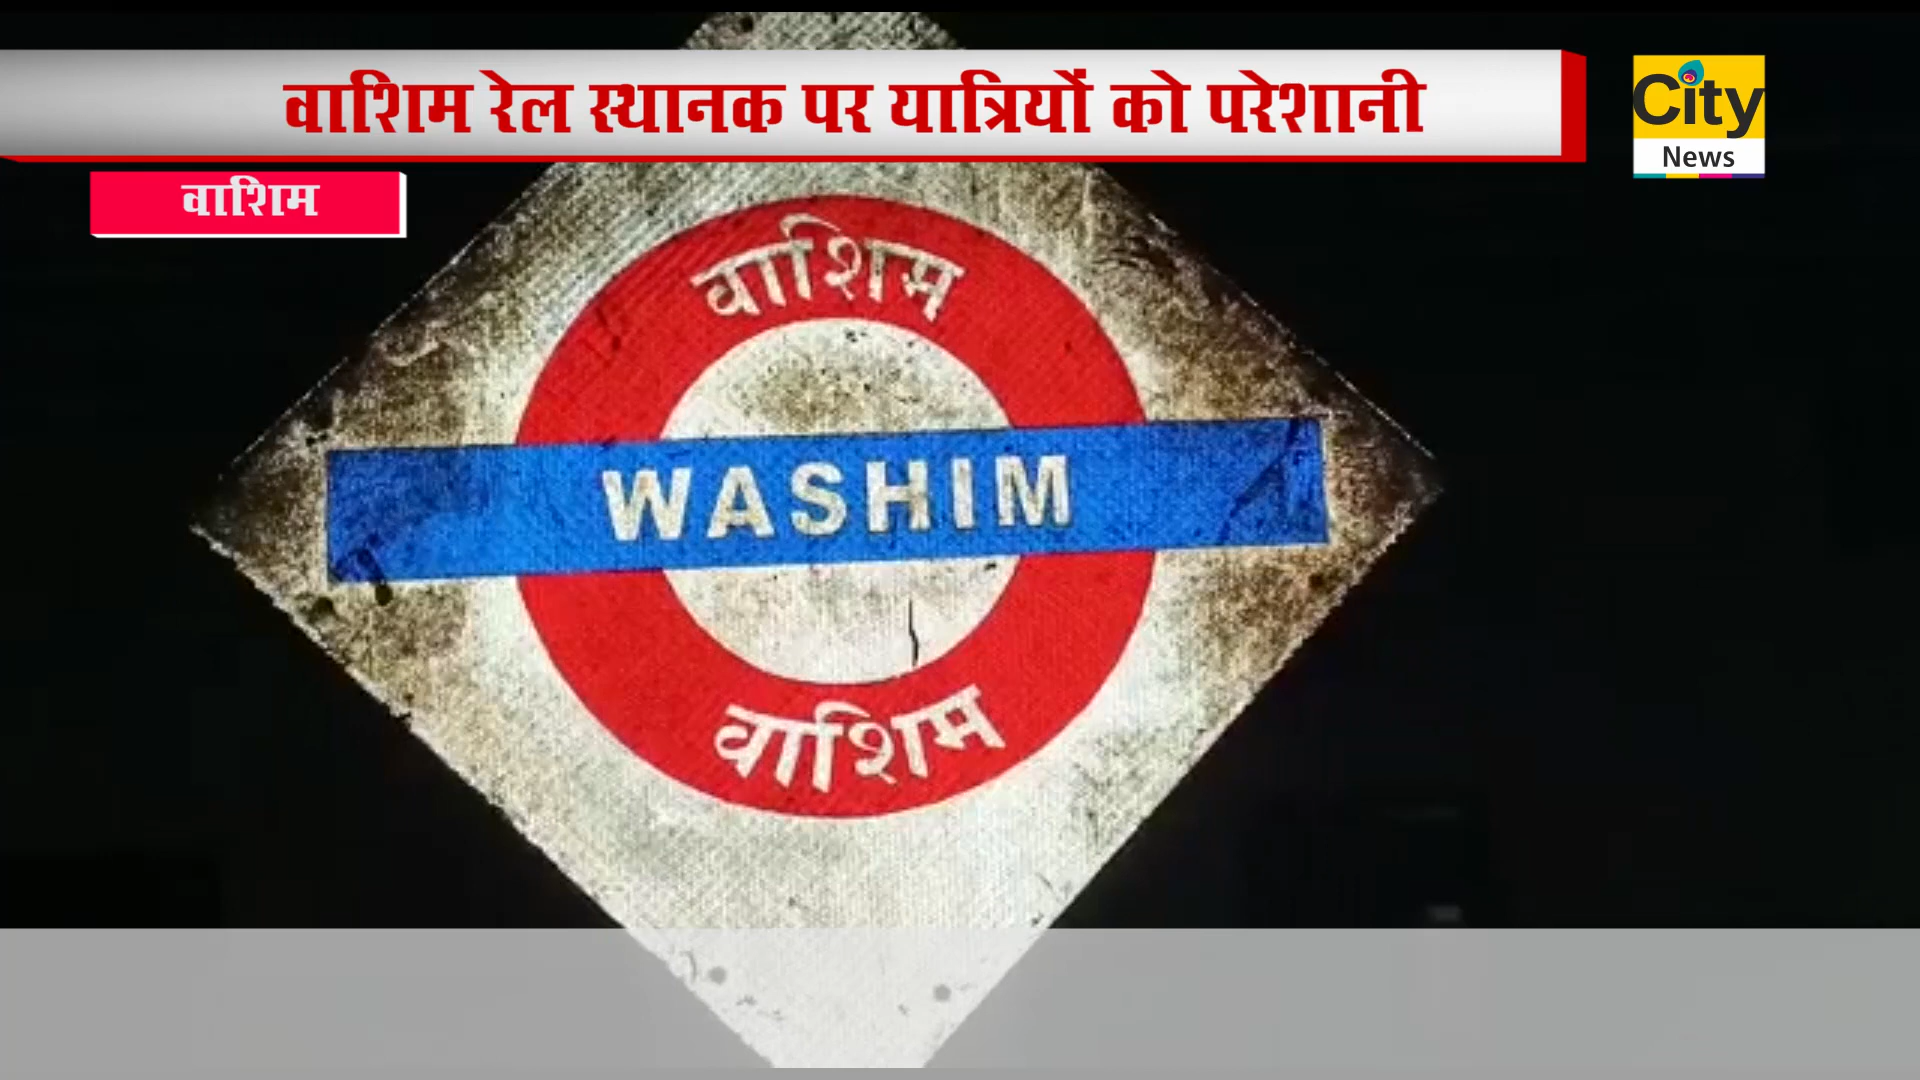 वाशिम रेल स्थानक पर यात्रियों को परेशानी
City
News
वाशिम
वाशिम
WASHIM
वाशिम